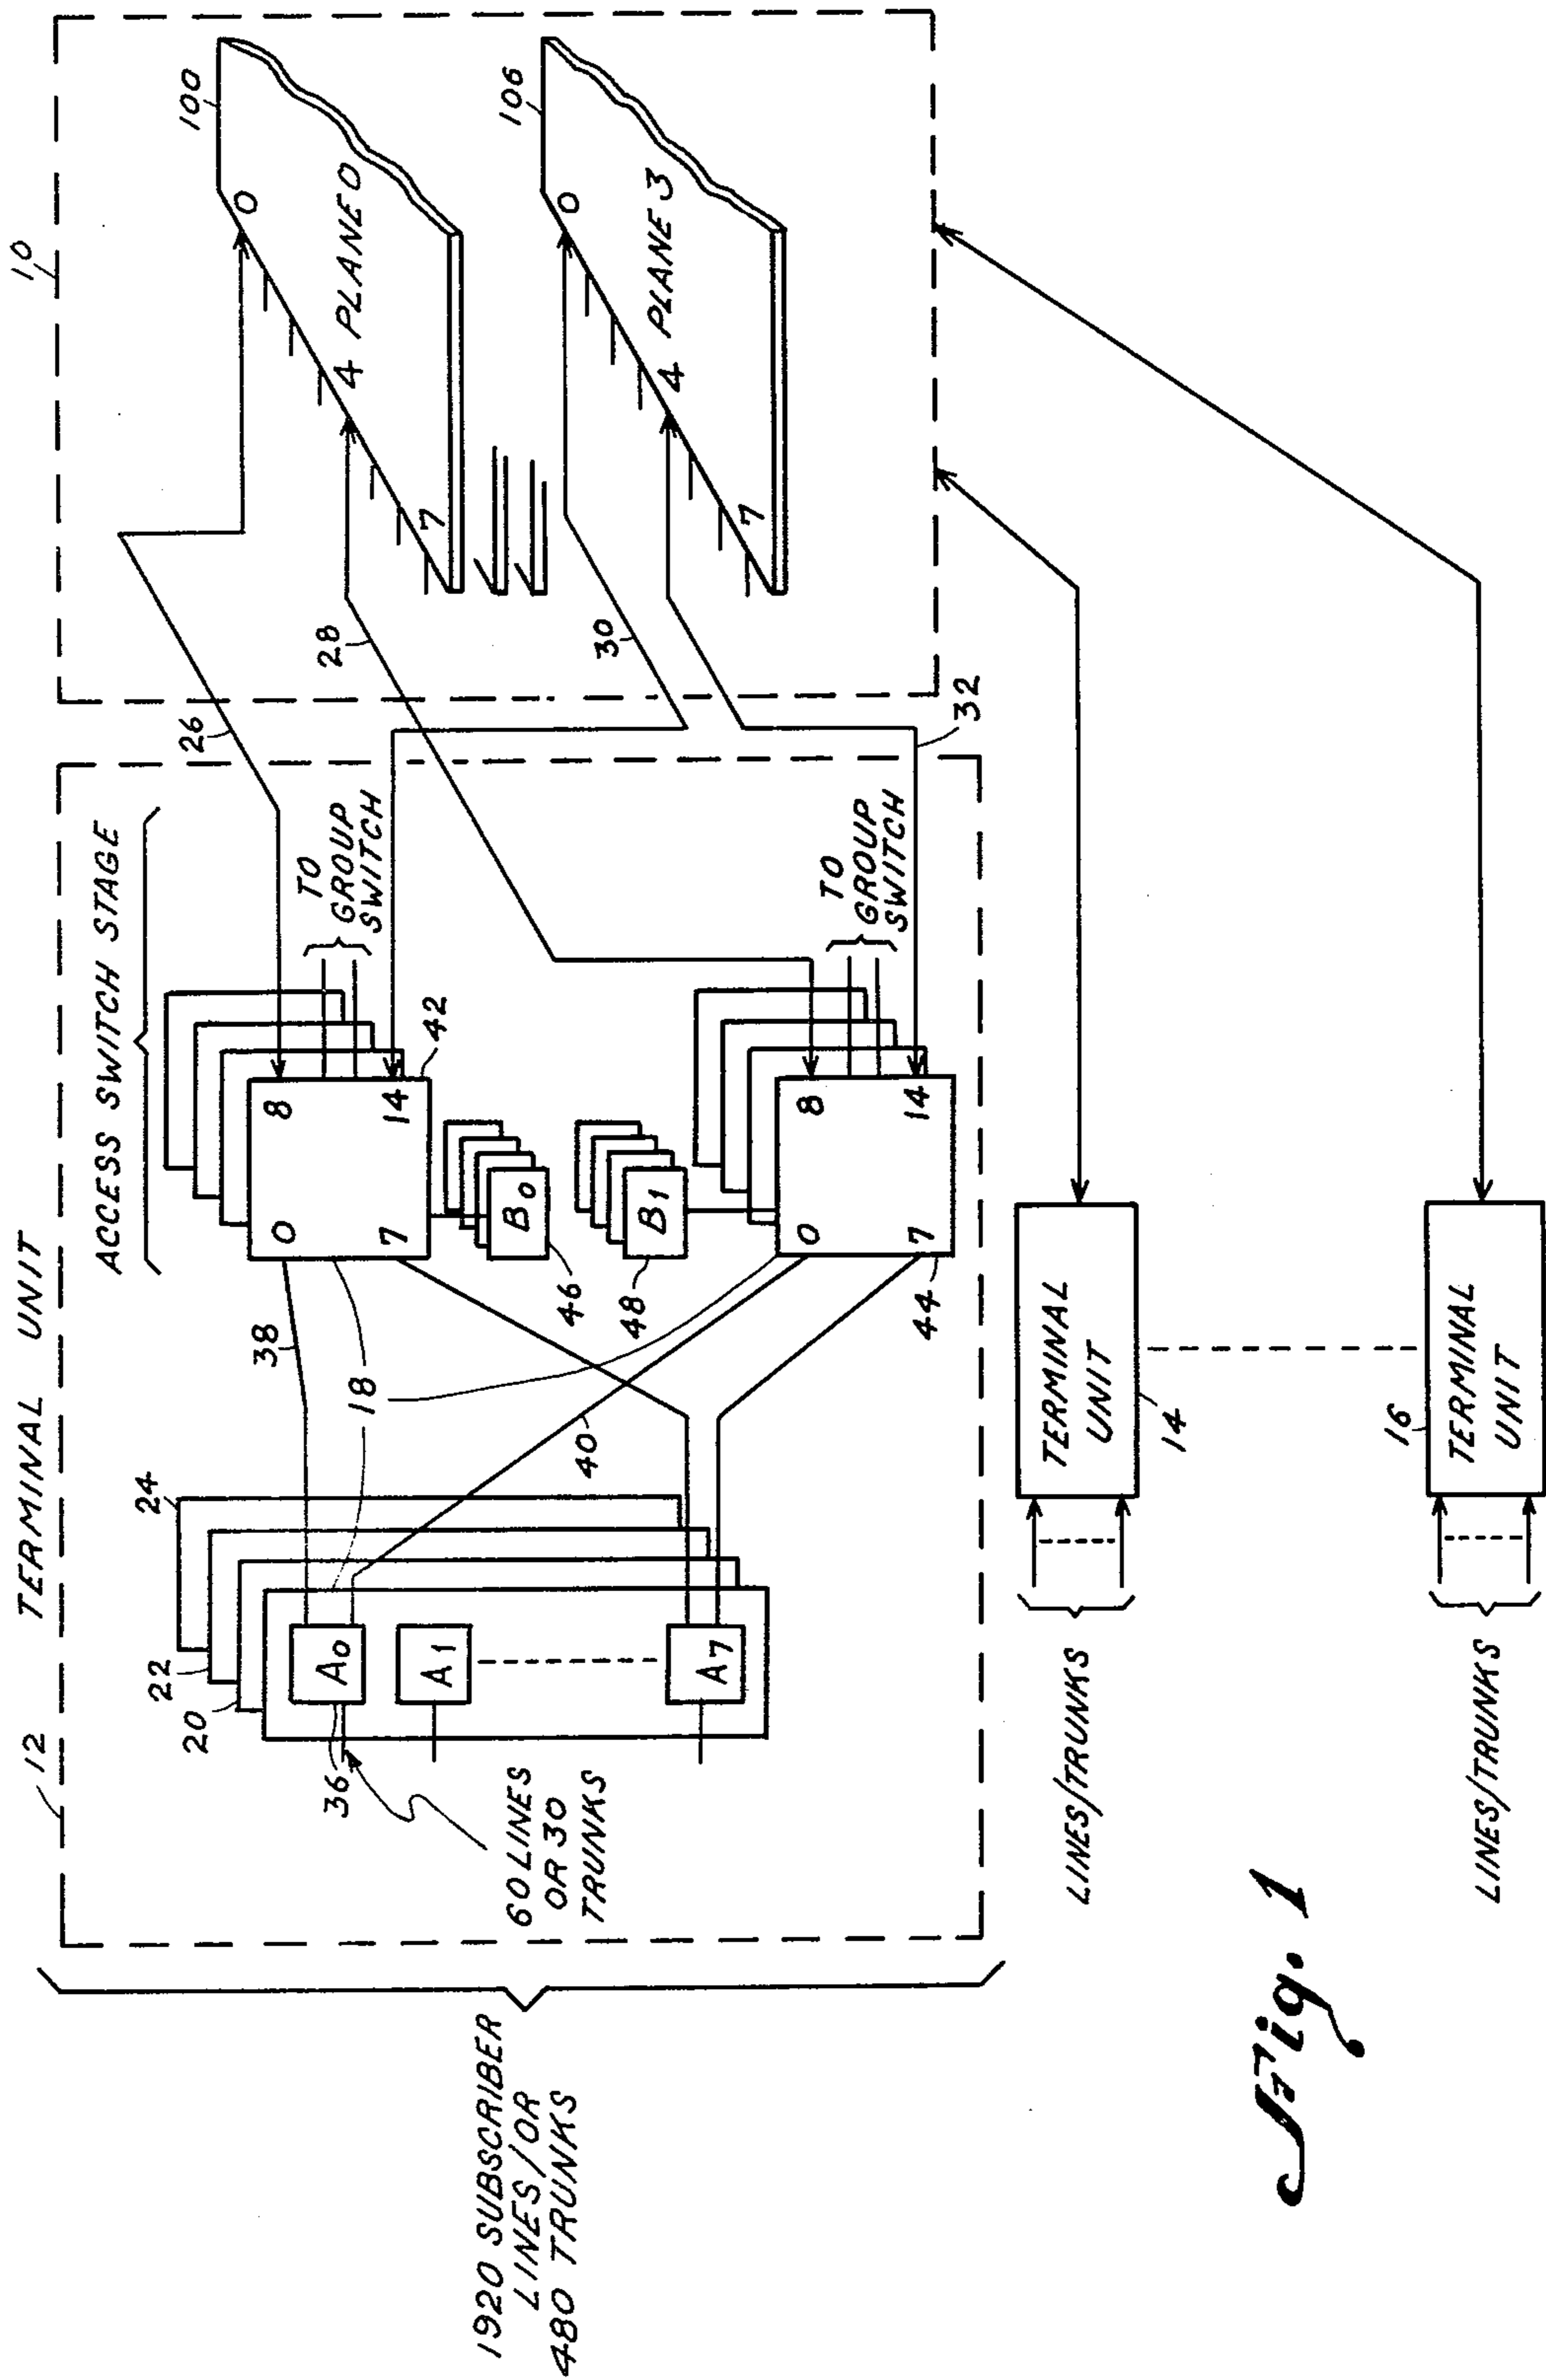 12
TERMINAL UNIT
10
ACCESS SWITCH STAGE
26
28
30
32
100
0
4 PLANE 0
7
106
0
4 PLANE 3
7
20
22
24
18
38
40
36
A0
A1
A7
60 LINES
OR 30
TRUNKS
0
8
7
14
42
TO
GROUP
SWITCH
B0
46
B1
48
0
8
7
14
44
TO
GROUP
SWITCH
1920 SUBSCRIBER
LINES/OR
480 TRUNKS
TERMINAL
UNIT
14
LINES/TRUNKS
16
TERMINAL
UNIT
LINES/TRUNKS
Fig. 1